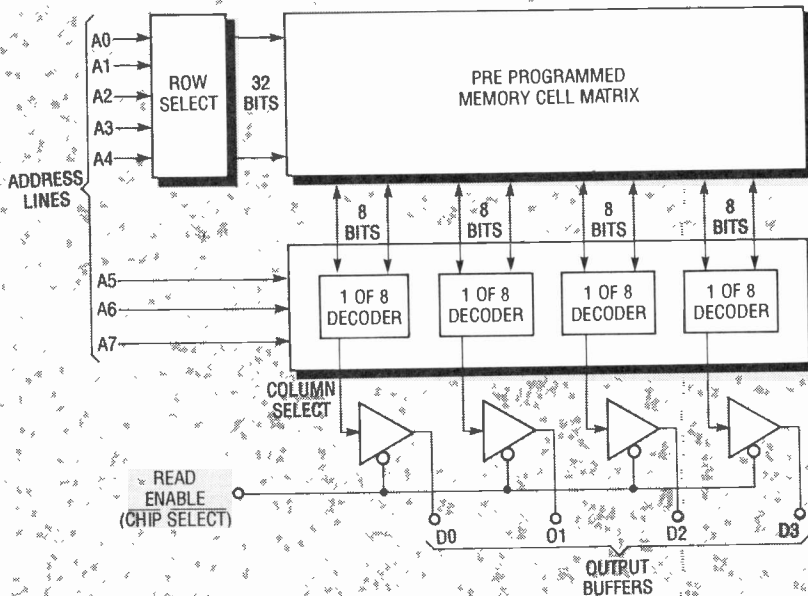 A0
A1
A2
A3
A4
ADDRESS
LINES
ROW
SELECT
32
BITS
PRE PROGRAMMED
MEMORY CELL MATRIX
8
BITS
8
BITS
8
BITS
8
BITS
A5
A6
A7
1 OF 8
DECODER
1 OF 8
DECODER
1 OF 8
DECODER
1 OF 8
DECODER
COLUMN
SELECT
READ
ENABLE
(CHIP SELECT)
D0
01
D2
D3
OUTPUT
BUFFERS